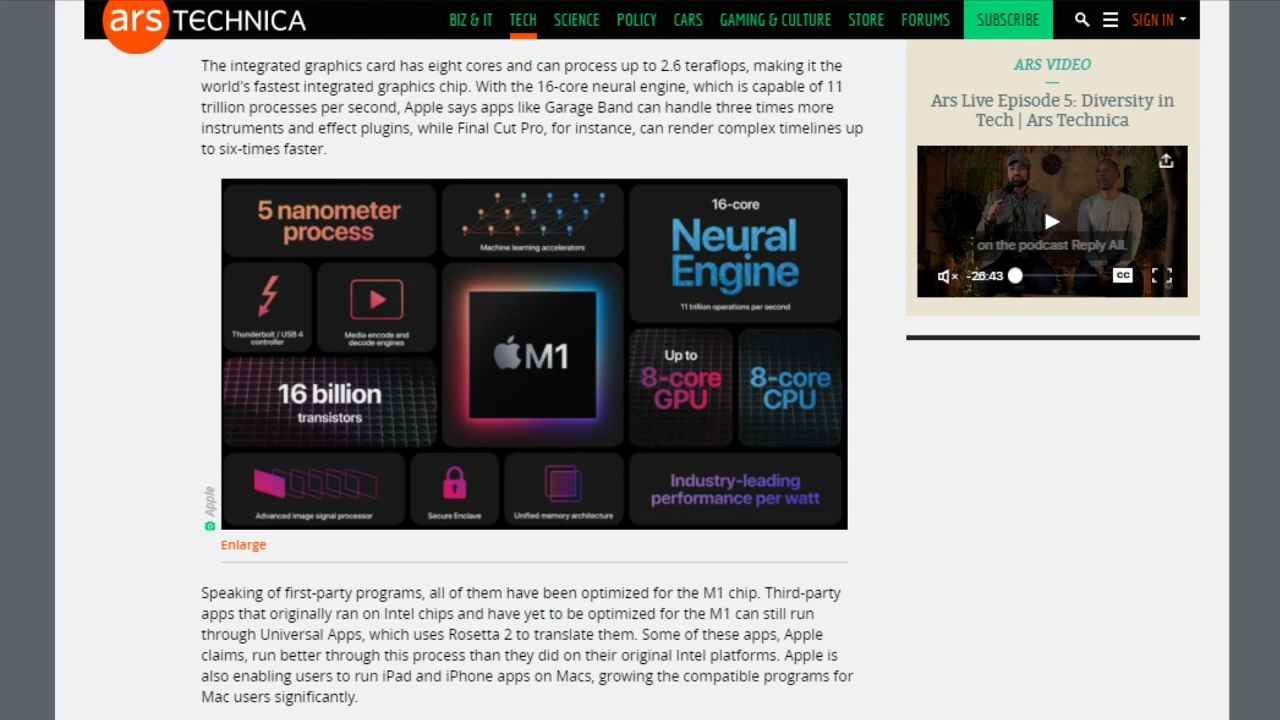 ars TECHNICA
BIZ & IT TECH SCIENCE POLICY CARS GAMING & CULTURE STORE FORUMS SUBSCRIBE SIGN IN
The integrated graphics card has eight cores and can process up to 2.6 teraflops, making it the
world's fastest integrated graphics chip. With the 16-core neural engine, which is capable of 11
trillion processes per second, Apple says apps like Garage Band can handle three times more
instruments and effect plugins, while Final Cut Pro, for instance, can render complex timelines up
to six-times faster.
5 nanometer
process
Machine learning accelerators
16-core
Neural
Engine
11 trillion operations per second
Thunderbolt / USB 4
controller
Media encode and
decode engines
M1
Up to
8-core
GPU
8-core
CPU
16 billion
transistors
Advanced image signal processor
Secure Enclave
Unified memory architecture
Industry-leading
performance per watt
Apple
Enlarge
Speaking of first-party programs, all of them have been optimized for the M1 chip. Third-party
apps that originally ran on Intel chips and have yet to be optimized for the M1 can still run
through Universal Apps, which uses Rosetta 2 to translate them. Some of these apps, Apple
claims, run better through this process than they did on their original Intel platforms. Apple is
also enabling users to run iPad and iPhone apps on Macs, growing the compatible programs for
Mac users significantly.
ARS VIDEO
Ars Live Episode 5: Diversity in
Tech | Ars Technica
on the podcast Reply All.
-26:43
CC